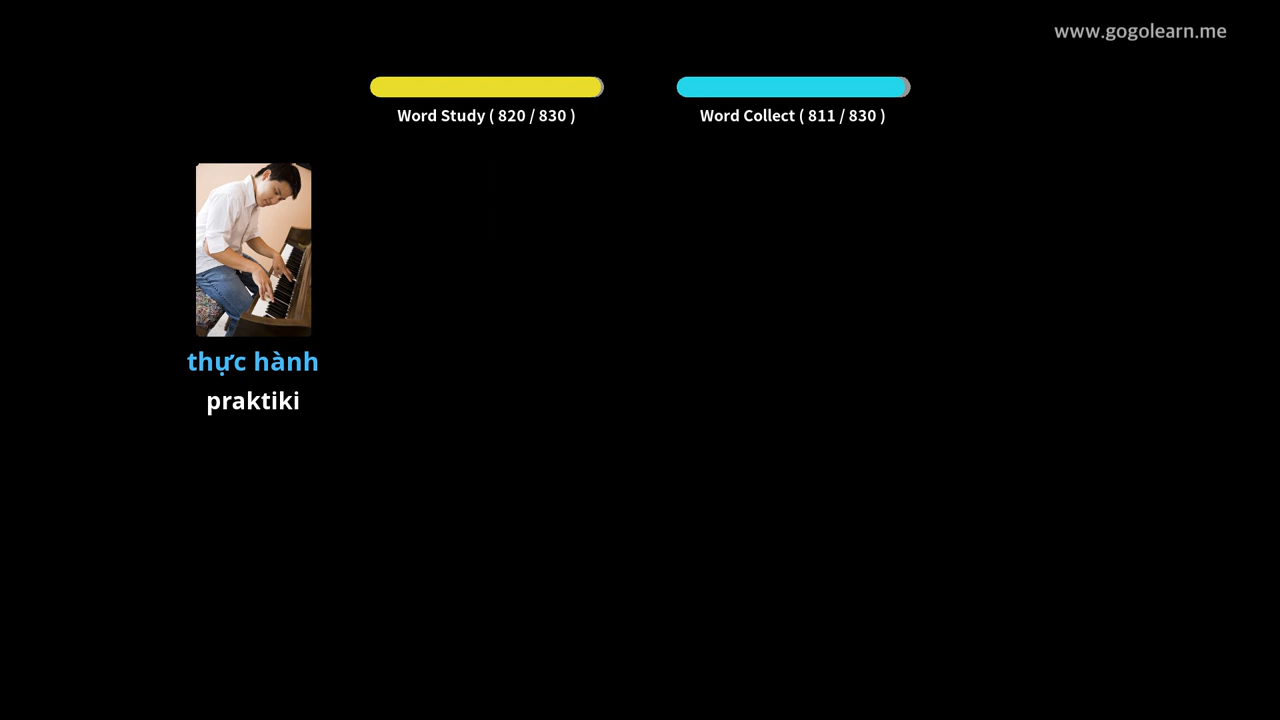 www.gogolearn.me
Word Study ( 820 / 830 )
Word Collect ( 811 / 830 )
thực hành
praktiki